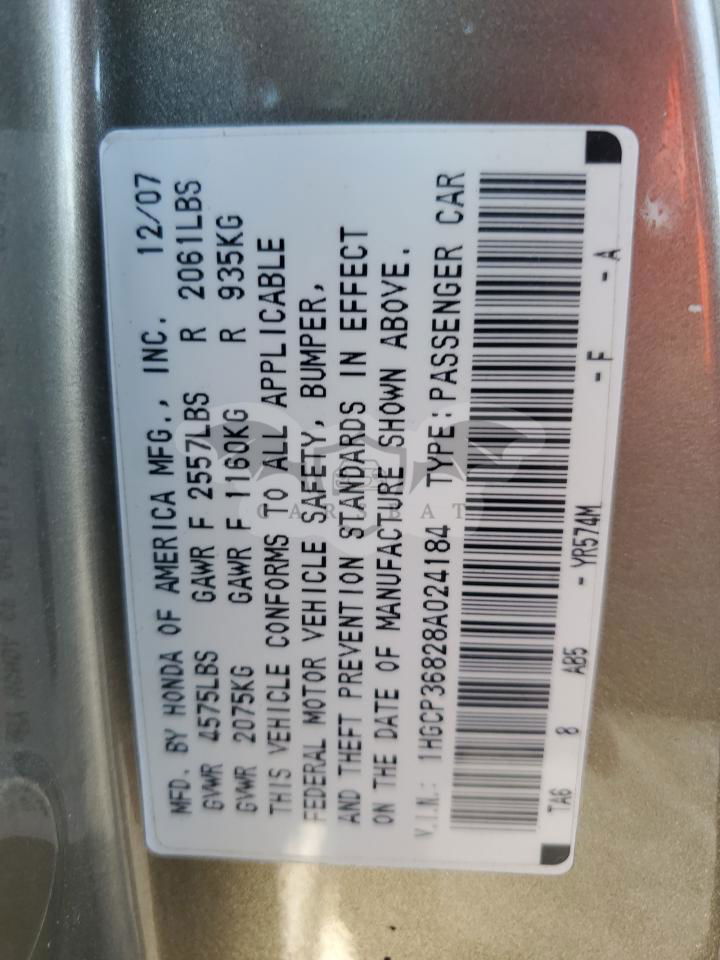 MFD. BY HONDA OF AMERICA MFG., INC. 12/07
GVWR 4575LBS GAWR F 2557LBS R 2061LBS
GVWR 2075KG GAWR F 1160KG R 935KG
THIS VEHICLE CONFORMS TO ALL APPLICABLE
FEDERAL MOTOR VEHICLE SAFETY, BUMPER,
AND THEFT PREVENTION STANDARDS IN EFFECT
ON THE DATE OF MANUFACTURE SHOWN ABOVE.
V.I.N.: 1HGCP36828A024184 TYPE:PASSENGER CAR
TA6 8 AB5 - YR574M - F - A
CARSBAT